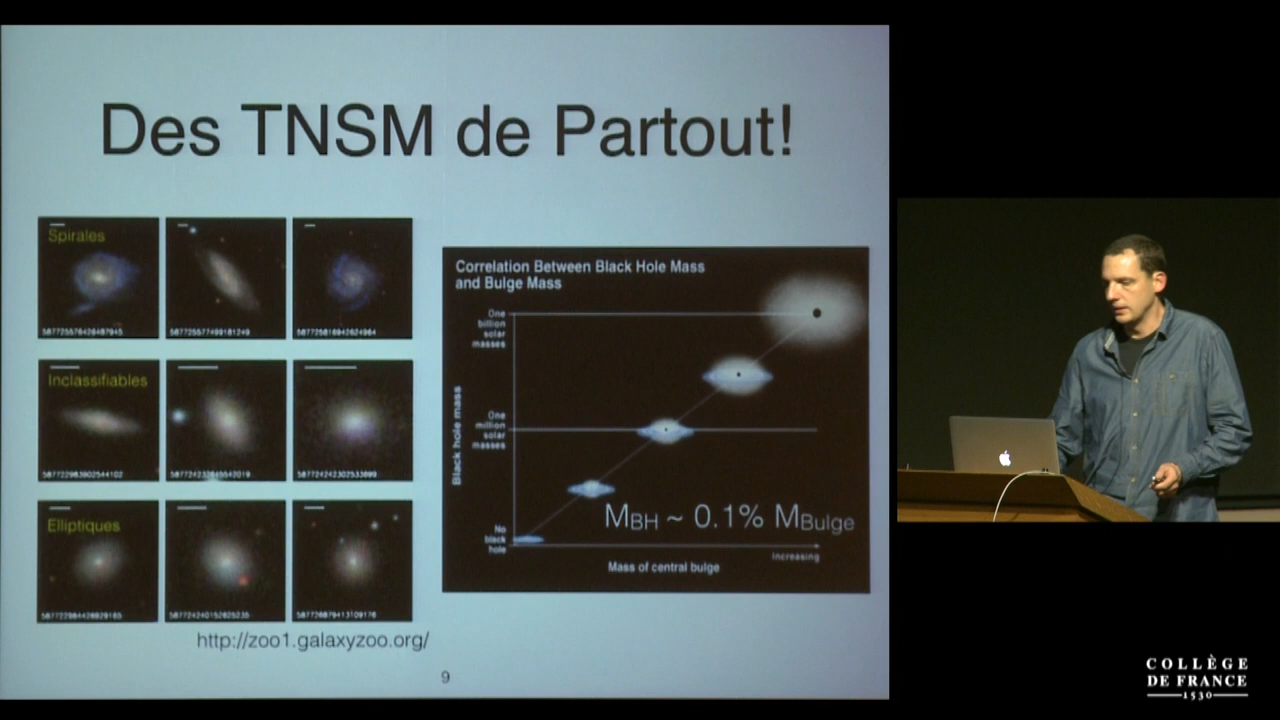 Des TNSM de Partout!
Spirales
Inclassifiables
Elliptiques
http://zoo1.galaxyzoo.org/
Correlation Between Black Hole Mass
and Bulge Mass
One
billion
solar
masses
One
million
solar
masses
No
black
hole
Black hole mass
MBH ~ 0.1% MBulge
Increasing
Mass of central bulge
9
COLLÈGE
DE FRANCE
1530